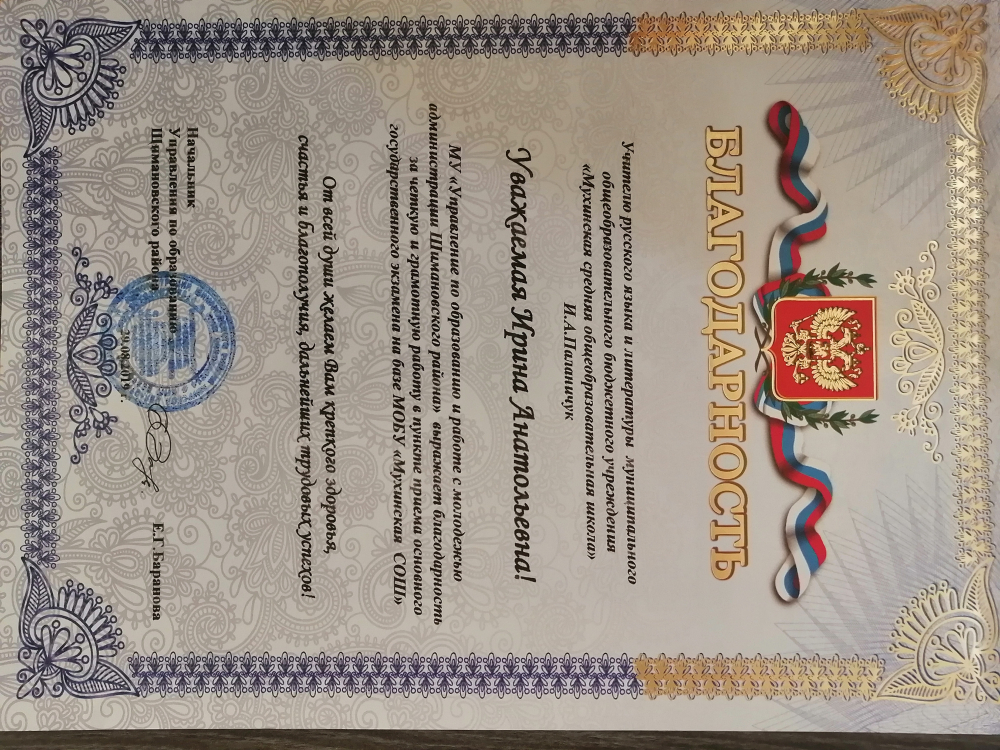 БЛАГОДАРНОСТЬ
Учителю русского языка и литературы муниципального
общеобразовательного бюджетного учреждения
«Мухинская средняя общеобразовательная школа»
И.А.Паланчук
Уважаемая Ирина Анатольевна!
МУ «Управление по образованию и работе с молодежью
администрации Шимановского района» выражает благодарность
за четкую и грамотную работу в пункте приема основного
государственного экзамена на базе МОБУ «Мухинская СОШ»
От всей души желаем Вам крепкого здоровья,
счастья и благополучия, дальнейших трудовых успехов!
Начальник
Управления по образованию
Шимановского района
Е.Г.Баранова